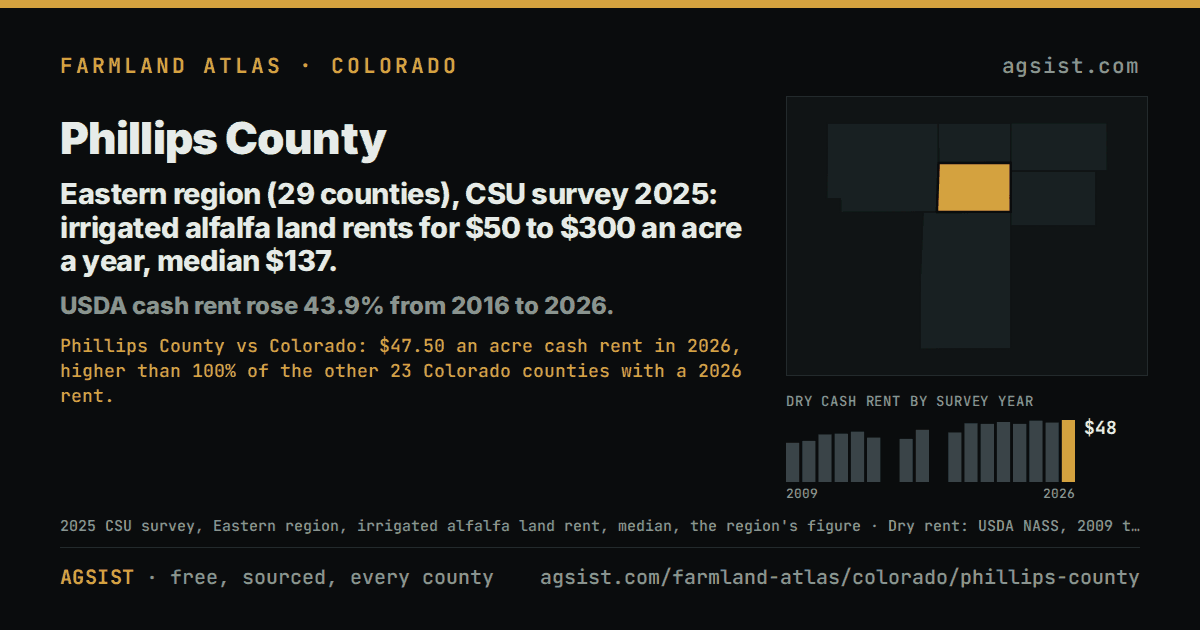 FARMLAND ATLAS · COLORADO
agsist.com
Phillips County
Eastern region (29 counties), CSU survey 2025:
irrigated alfalfa land rents for $50 to $300 an acre
a year, median $137.
USDA cash rent rose 43.9% from 2016 to 2026.
Phillips County vs Colorado: $47.50 an acre cash rent in 2026,
higher than 100% of the other 23 Colorado counties with a 2026
rent.
DRY CASH RENT BY SURVEY YEAR
$48
2009 2026
2025 CSU survey, Eastern region, irrigated alfalfa land rent, median, the region's figure · Dry rent: USDA NASS, 2009 t…
AGSIST · free, sourced, every county
agsist.com/farmland-atlas/colorado/phillips-county